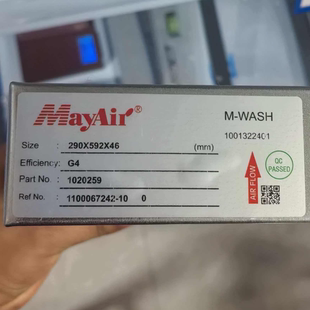 MayAir®
M-WASH
1001322401
Size : 290X592X46 (mm)
Efficiency: G4
Part No. : 1020259
Ref No. : 1100067242-10 0
AIR FLOW
QC
PASSED